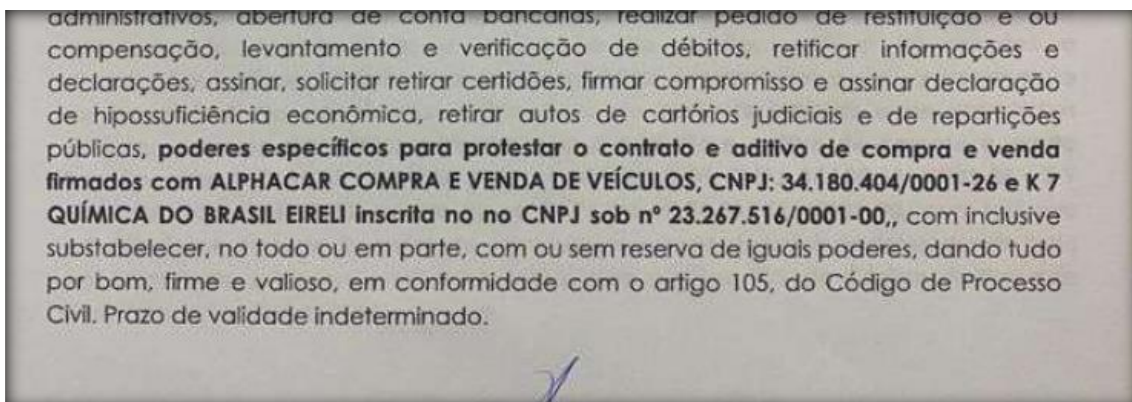 administrativos, abertura de conta bancárias, realizar pedido de restituição e ou
compensação, levantamento e verificação de débitos, retificar informações e
declarações, assinar, solicitar retirar certidões, firmar compromisso e assinar declaração
de hipossuficiência econômica, retirar autos de cartórios judiciais e de repartições
públicas, poderes específicos para protestar o contrato e aditivo de compra e venda
firmados com ALPHACAR COMPRA E VENDA DE VEÍCULOS, CNPJ: 34.180.404/0001-26 e K 7
QUÍMICA DO BRASIL EIRELI inscrita no no CNPJ sob nº 23.267.516/0001-00,, com inclusive
substabelecer, no todo ou em parte, com ou sem reserva de iguais poderes, dando tudo
por bom, firme e valioso, em conformidade com o artigo 105, do Código de Processo
Civil. Prazo de validade indeterminado.